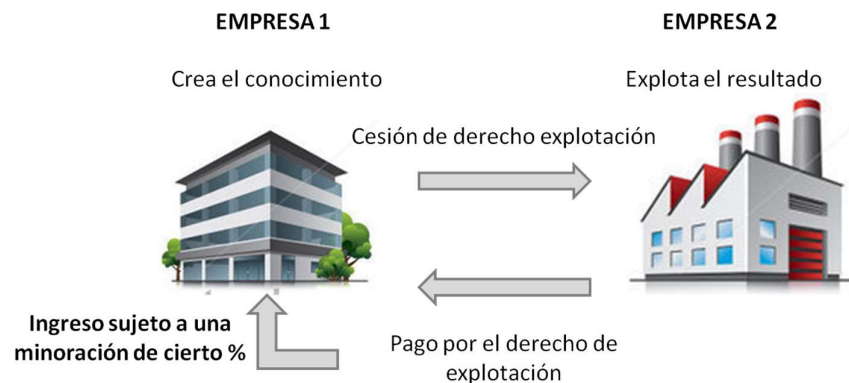 EMPRESA 1
EMPRESA 2
Crea el conocimiento
Explota el resultado
Cesión de derecho explotación
Ingreso sujeto a una
minoración de cierto %
Pago por el derecho de
explotación